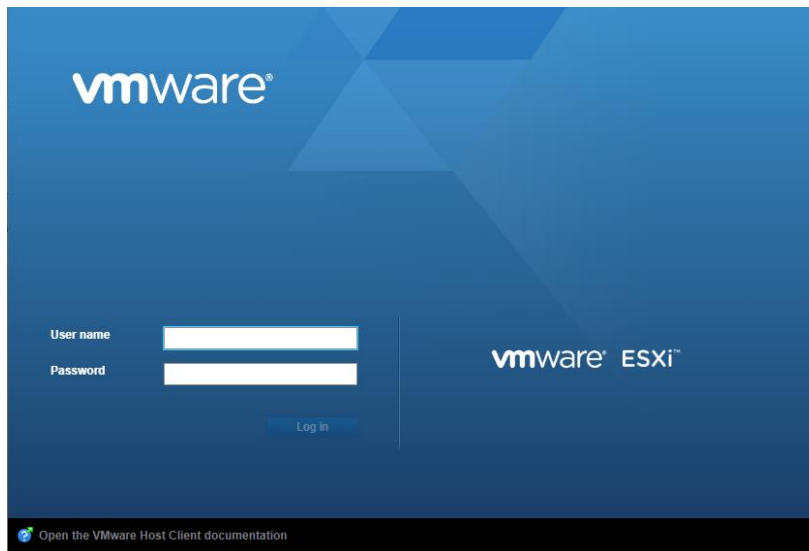 vmware®
User name
Password
vmware® ESXi™
Log in
Open the VMware Host Client documentation